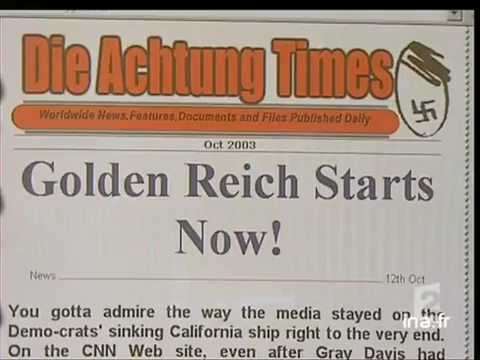 Die Achtung Times
Worldwide News.Features,Documents and Files Published Daily
Oct 2003
Golden Reich Starts
Now!
News
12th Oct
You gotta admire the way the media stayed on the
Demo-crats' sinking California ship right to the very end.
On the CNN Web site, even after Gray Davis had
2
ina.fr